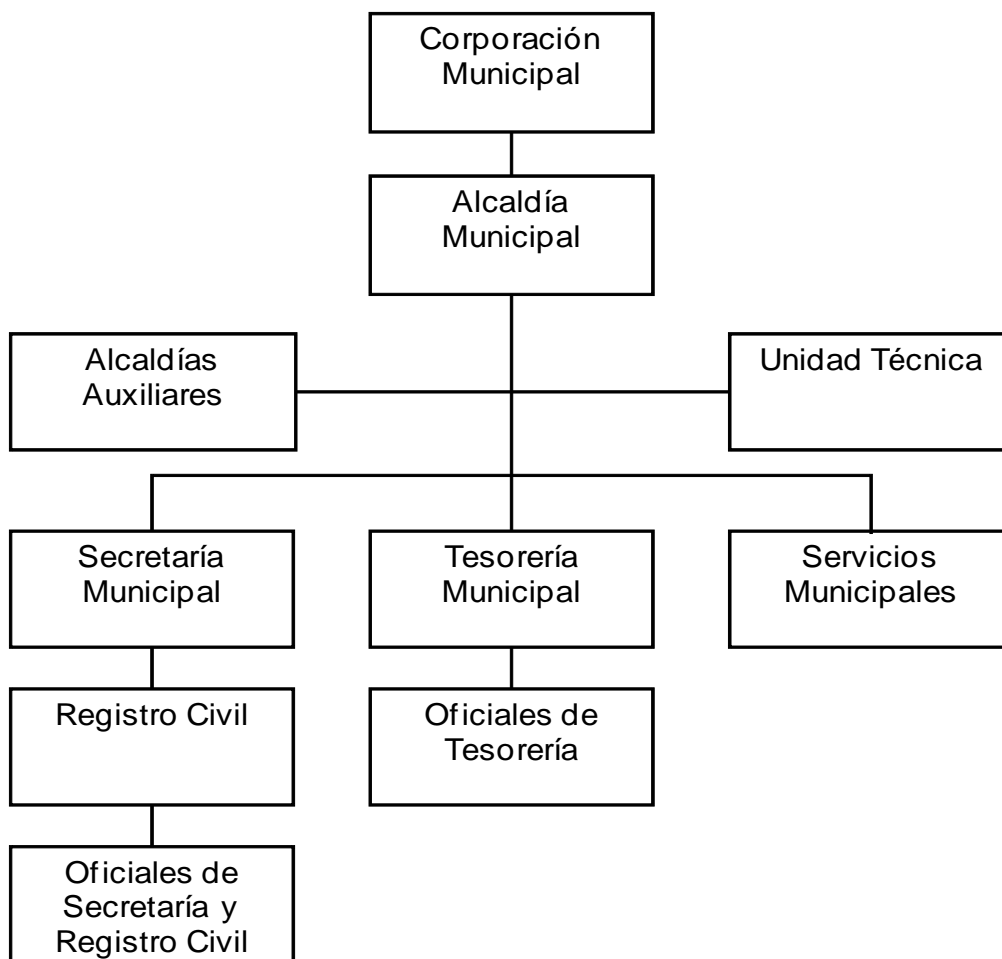 Corporación
Municipal
Alcaldía
Municipal
Alcaldías
Auxiliares
Unidad Técnica
Secretaría
Municipal
Tesorería
Municipal
Servicios
Municipales
Registro Civil
Oficiales de
Tesorería
Oficiales de
Secretaría y
Registro Civil